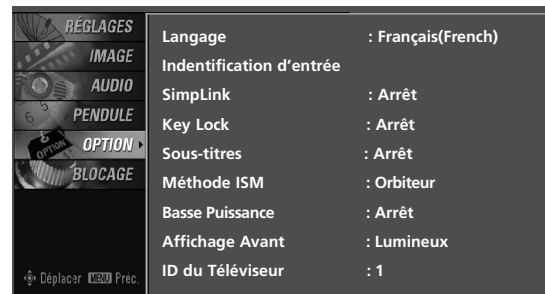 RÉGLAGES
IMAGE
AUDIO
PENDULE
OPTION
BLOCAGE
Déplacer MENU Préc.
Langage : Français(French)
Indentification d'entrée
SimpLink : Arrêt
Key Lock : Arrêt
Sous-titres : Arrêt
Méthode ISM : Orbiteur
Basse Puissance : Arrêt
Affichage Avant : Lumineux
ID du Téléviseur : 1